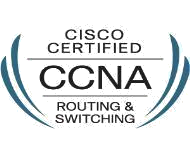 CISCO
CERTIFIED
CCNA
ROUTING &
SWITCHING